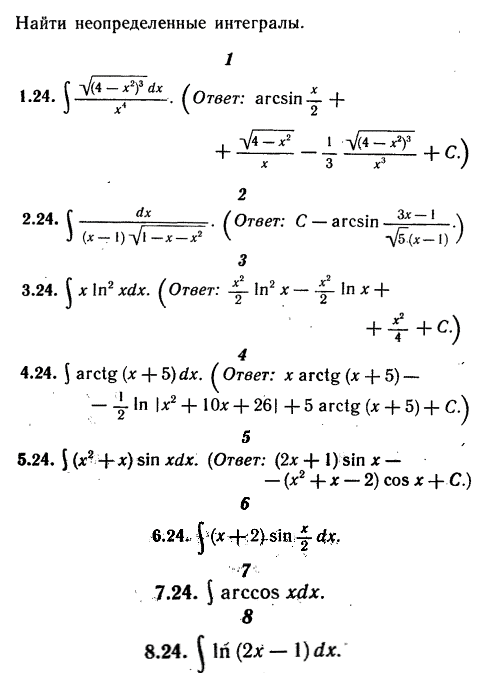 Найти неопределенные интегралы.
1
1.24. ∫ √(4 − x²)³ dx / x⁴. (Ответ: arcsin x/2 +
+ √(4 − x²) / x − 1/3 √(4 − x²)³ / x³ + C.)
2
2.24. ∫ dx / ((x − 1) √(1 − x − x²)). (Ответ: C − arcsin (3x − 1) / (√5 (x − 1)).)
3
3.24. ∫ x ln² xdx. (Ответ: x²/2 ln² x − x²/2 ln x +
+ x²/4 + C.)
4
4.24. ∫ arctg (x + 5) dx. (Ответ: x arctg (x + 5) −
− 1/2 ln |x² + 10x + 26| + 5 arctg (x + 5) + C.)
5
5.24. ∫ (x² + x) sin xdx. (Ответ: (2x + 1) sin x −
− (x² + x − 2) cos x + C.)
6
6.24. ∫ (x + 2) sin x/2 dx.
7
7.24. ∫ arccos xdx.
8
8.24. ∫ ln (2x − 1) dx.